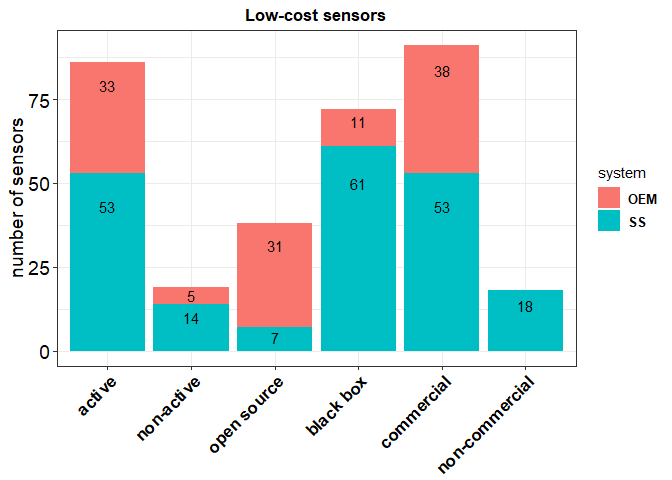 Low-cost sensors
number of sensors
75
50
25
0
33
53
5
14
31
7
11
61
38
53
18
active
non-active
open source
black box
commercial
non-commercial
system
OEM
SS